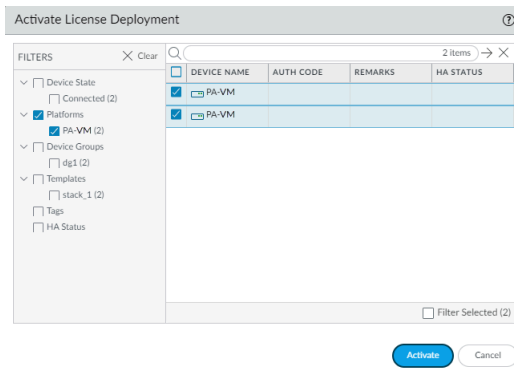 Activate License Deployment
FILTERS
Clear
2 items
Device State
Connected (2)
Platforms
PA-VM (2)
Device Groups
dg1 (2)
Templates
stack_1 (2)
Tags
HA Status
DEVICE NAME AUTH CODE REMARKS HA STATUS
PA-VM
PA-VM
Filter Selected (2)
Activate Cancel